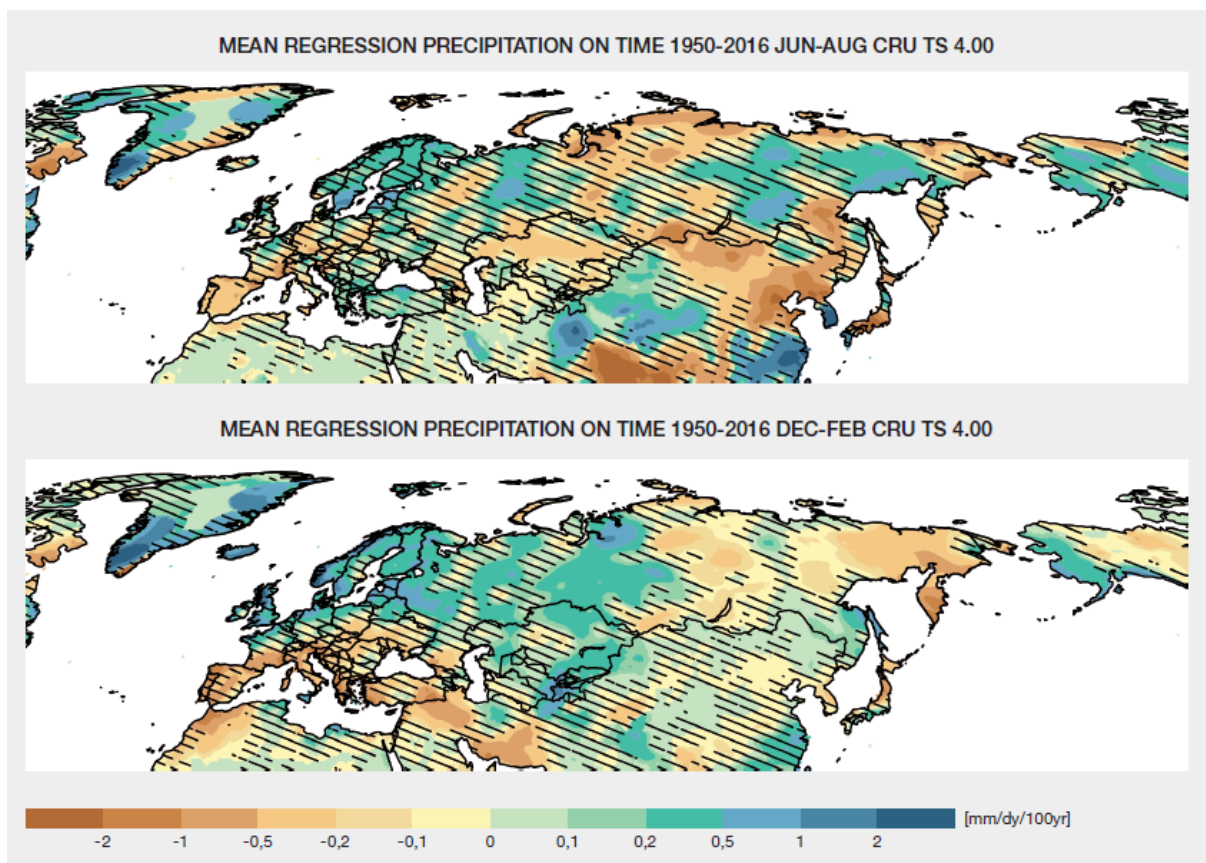 MEAN REGRESSION PRECIPITATION ON TIME 1950-2016 JUN-AUG CRU TS 4.00
MEAN REGRESSION PRECIPITATION ON TIME 1950-2016 DEC-FEB CRU TS 4.00
-2 -1 -0,5 -0,2 -0,1 0 0,1 0,2 0,5 1 2 [mm/dy/100yr]